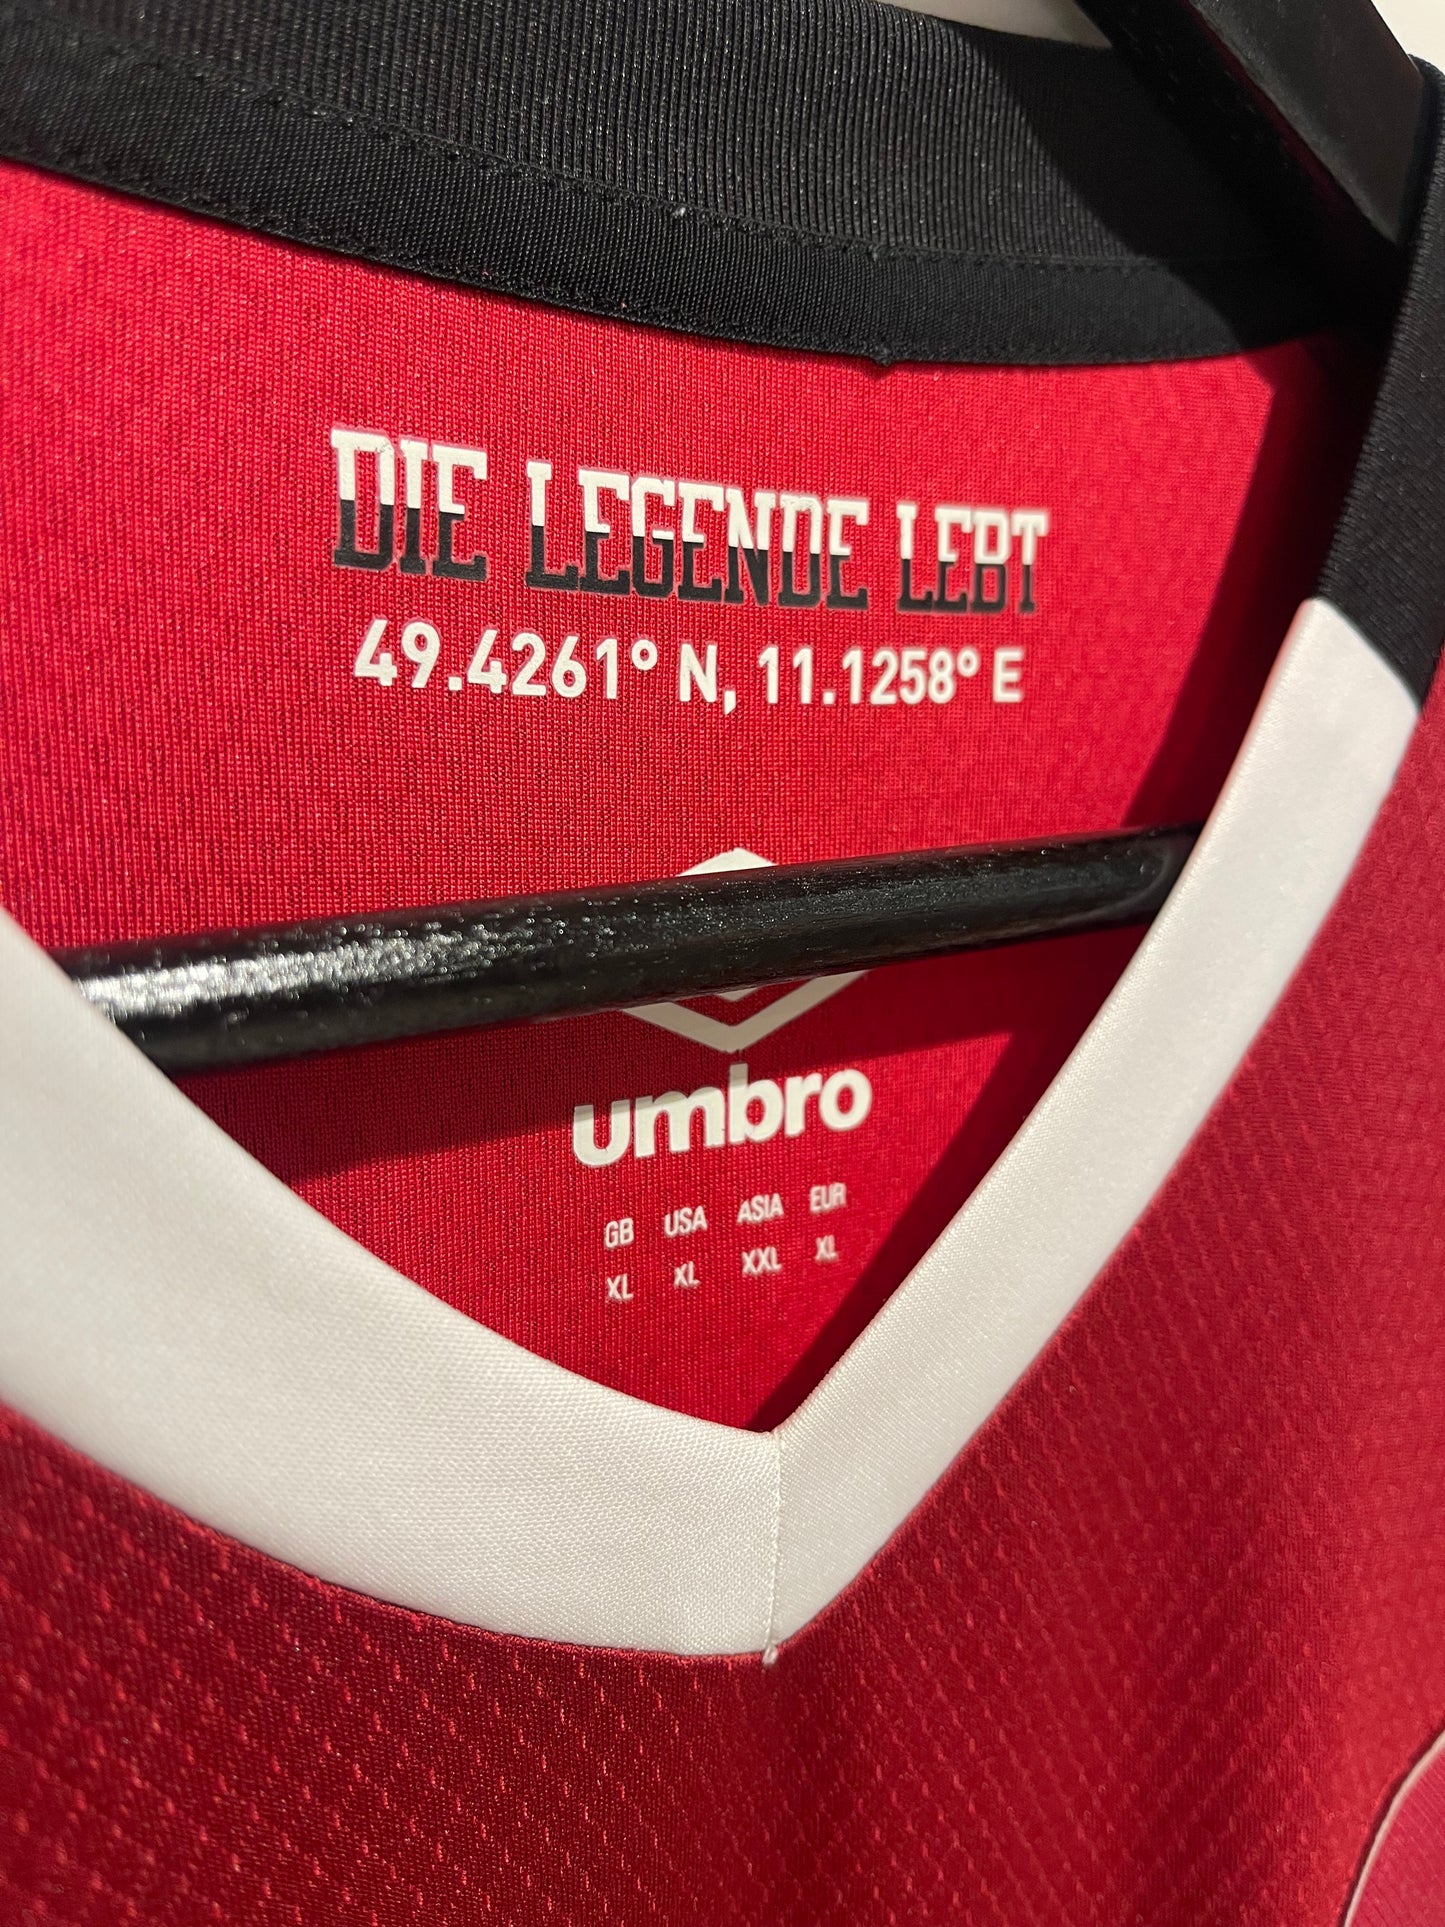 DIE LEGENDE LEBT
49.4261° N, 11.1258° E
umbro
GB USA ASIA EUR
XL XL XXL XL